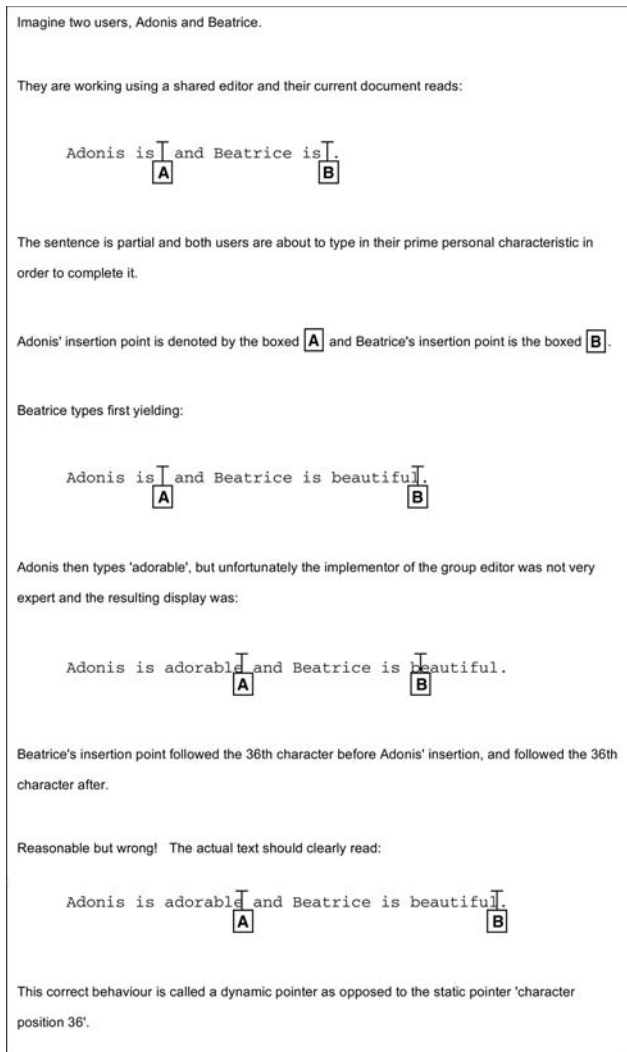 Imagine two users, Adonis and Beatrice.
They are working using a shared editor and their current document reads:
Adonis is and Beatrice is.
A B
The sentence is partial and both users are about to type in their prime personal characteristic in
order to complete it.
Adonis' insertion point is denoted by the boxed A and Beatrice's insertion point is the boxed B.
Beatrice types first yielding:
Adonis is and Beatrice is beautiful.
A B
Adonis then types 'adorable', but unfortunately the implementor of the group editor was not very
expert and the resulting display was:
Adonis is adorable and Beatrice is beautiful.
A B
Beatrice's insertion point followed the 36th character before Adonis' insertion, and followed the 36th
character after.
Reasonable but wrong! The actual text should clearly read:
Adonis is adorable and Beatrice is beautiful.
A B
This correct behaviour is called a dynamic pointer as opposed to the static pointer 'character
position 36'.